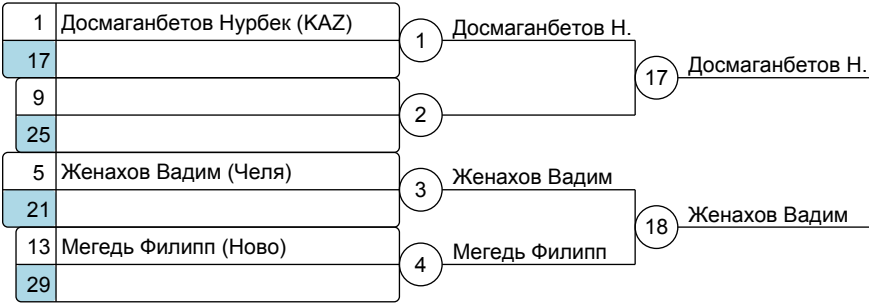 1 Досмаганбетов Нурбек (KAZ)
17
1 Досмаганбетов Н.
9
25
2
17 Досмаганбетов Н.
5 Женахов Вадим (Челя)
21
3 Женахов Вадим
13 Мегедь Филипп (Ново)
29
4 Мегедь Филипп
18 Женахов Вадим